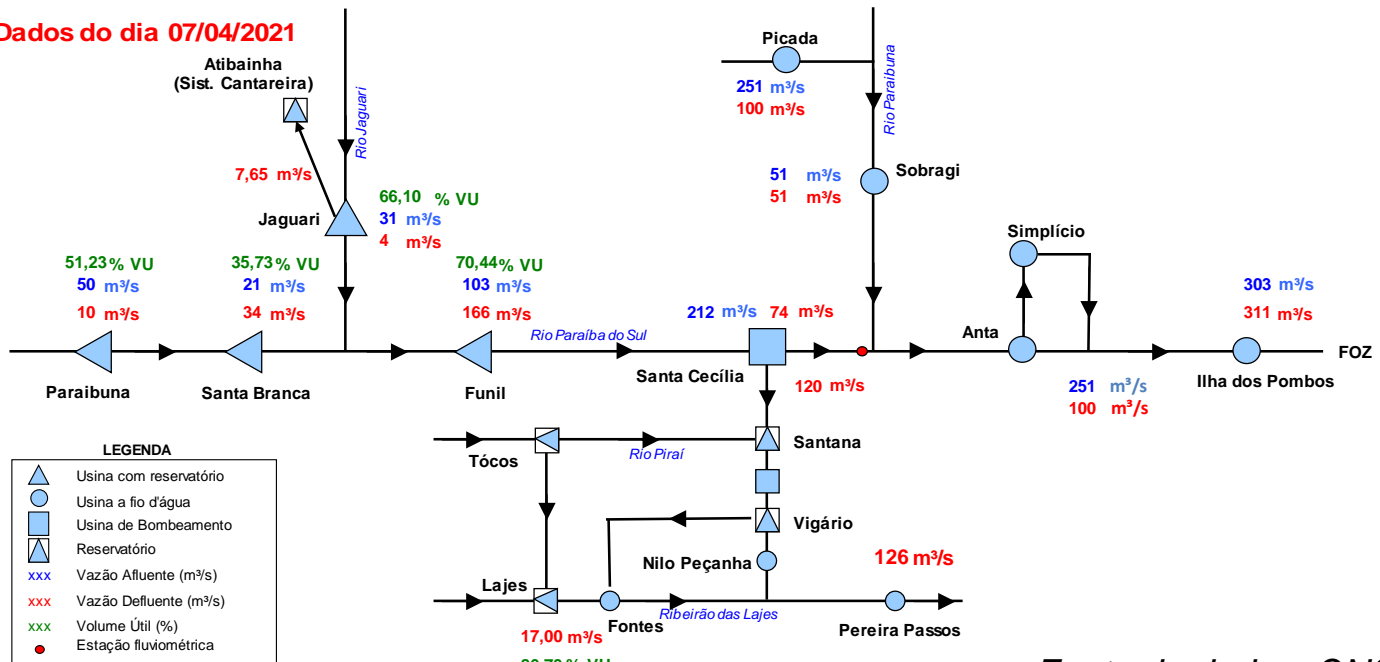 Dados do dia 07/04/2021
Atibainha
(Sist. Cantareira)
Rio Jaguari
7,65 m³/s
Jaguari
66,10 % VU
31 m³/s
4 m³/s
Picada
251 m³/s
100 m³/s
Rio Paraibuna
51 m³/s
51 m³/s
Sobragi
Simplício
51,23 % VU
50 m³/s
10 m³/s
Paraibuna
35,73 % VU
21 m³/s
34 m³/s
Santa Branca
70,44 % VU
103 m³/s
166 m³/s
Funil
Rio Paraíba do Sul
212 m³/s 74 m³/s
Santa Cecília
120 m³/s
Anta
251 m³/s
100 m³/s
303 m³/s
311 m³/s
Ilha dos Pombos
FOZ
Tócos
Rio Piraí
Santana
Vigário
Nilo Peçanha
126 m³/s
Lajes
Fontes
Ribeirão das Lajes
Pereira Passos
17,00 m³/s
LEGENDA
Usina com reservatório
Usina a fio d'água
Usina de Bombeamento
Reservatório
xxx Vazão Afluente (m³/s)
xxx Vazão Defluente (m³/s)
xxx Volume Útil (%)
Estação fluviométrica